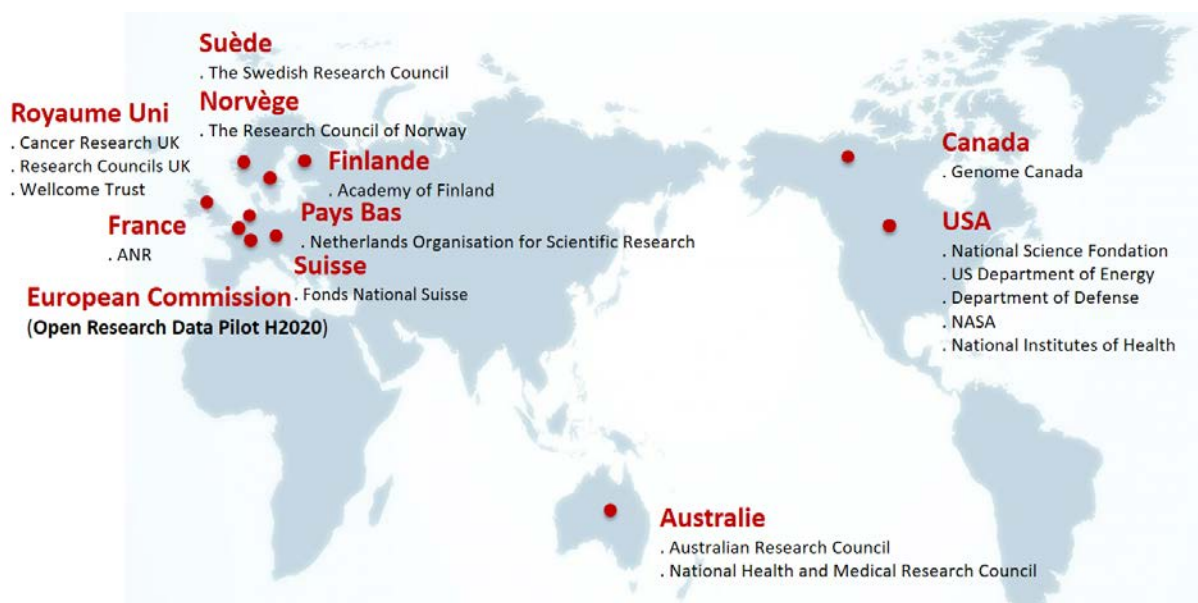 Suède
. The Swedish Research Council
Norvège
. The Research Council of Norway
Royaume Uni
. Cancer Research UK
. Research Councils UK
. Wellcome Trust
Finlande
. Academy of Finland
France
. ANR
Pays Bas
. Netherlands Organisation for Scientific Research
Suisse
. Fonds National Suisse
European Commission
(Open Research Data Pilot H2020)
Canada
. Genome Canada
USA
. National Science Fondation
. US Department of Energy
. Department of Defense
. NASA
. National Institutes of Health
Australie
. Australian Research Council
. National Health and Medical Research Council